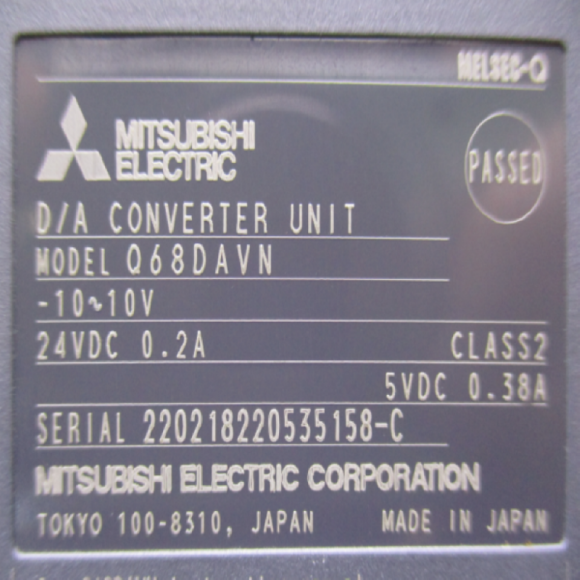 MELSEC-Q
MITSUBISHI
ELECTRIC
PASSED
D/A CONVERTER UNIT
MODEL Q68DAVN
-10~10V
24VDC 0.2A CLASS2
5VDC 0.38A
SERIAL 220218220535158-C
MITSUBISHI ELECTRIC CORPORATION
TOKYO 100-8310, JAPAN MADE IN JAPAN